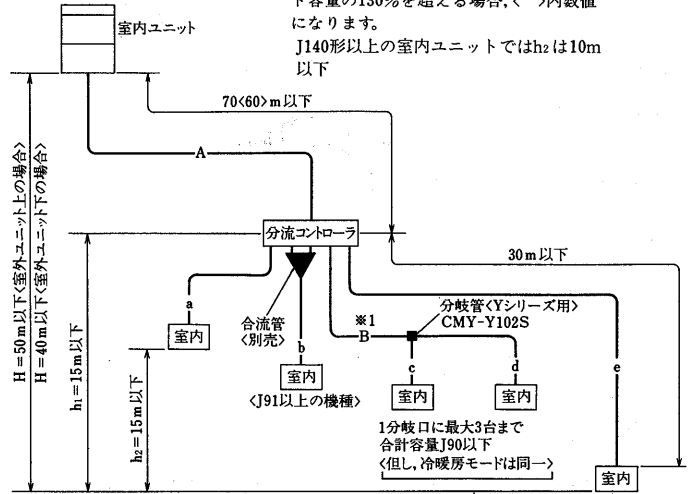 ド容量の130%を超える場合,く 内数値
になります。
J140形以上の室内ユニットではh2は10m
以下
室内ユニット
70<60>m以下
A
H=50m以下<室外ユニット上の場合>
H=40m以下<室外ユニット下の場合>
分流コントローラ
30m以下
h1=15m以下
a
室内
合流管
<別売>
b
室内
<J91以上の機種>
※1
B
分岐管<Yシリーズ用>
CMY-Y102S
c
室内
d
室内
e
h2=15m以下
1分岐口に最大3台まで
合計容量J90以下
<但し,冷暖房モードは同一>
室内